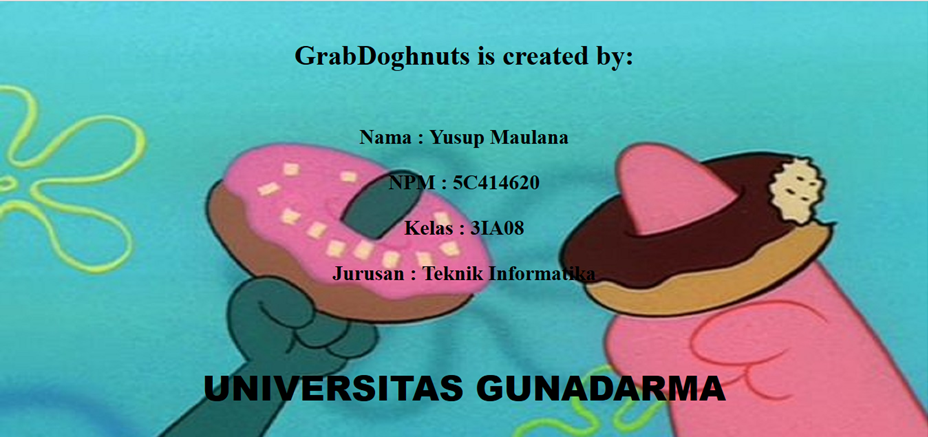 GrabDoghnuts is created by:
Nama : Yusup Maulana
NPM : 5C414620
Kelas : 3IA08
Jurusan : Teknik Informatika
UNIVERSITAS GUNADARMA